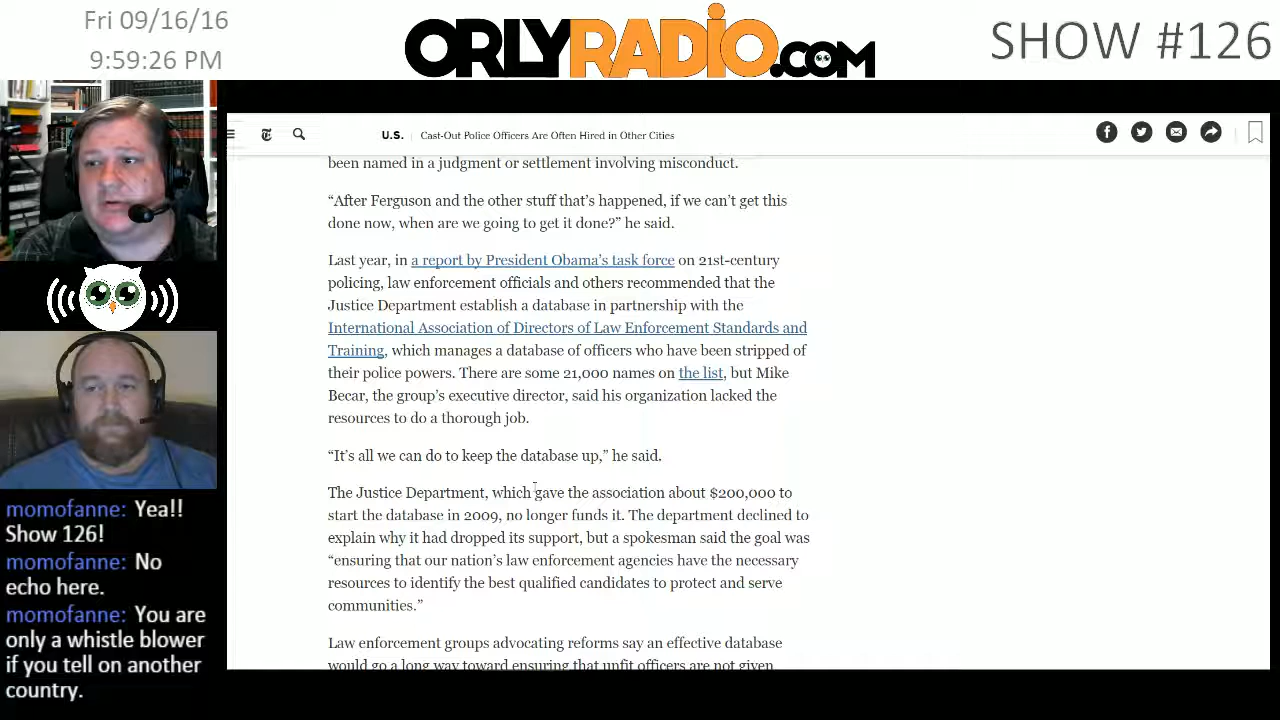 Fri 09/16/16
9:59:26 PM
ORLYRADIO.COM
SHOW #126
U.S. | Cast-Out Police Officers Are Often Hired in Other Cities
been named in a judgment or settlement involving misconduct.
“After Ferguson and the other stuff that’s happened, if we can’t get this
done now, when are we going to get it done?” he said.
Last year, in a report by President Obama’s task force on 21st-century
policing, law enforcement officials and others recommended that the
Justice Department establish a database in partnership with the
International Association of Directors of Law Enforcement Standards and
Training, which manages a database of officers who have been stripped of
their police powers. There are some 21,000 names on the list, but Mike
Becar, the group’s executive director, said his organization lacked the
resources to do a thorough job.
“It’s all we can do to keep the database up,” he said.
The Justice Department, which gave the association about $200,000 to
start the database in 2009, no longer funds it. The department declined to
explain why it had dropped its support, but a spokesman said the goal was
“ensuring that our nation’s law enforcement agencies have the necessary
resources to identify the best qualified candidates to protect and serve
communities.”
Law enforcement groups advocating reforms say an effective database
would go a long way toward ensuring that unfit officers are not given
momofanne: Yea!!
Show 126!
momofanne: No
echo here.
momofanne: You are
only a whistle blower
if you tell on another
country.